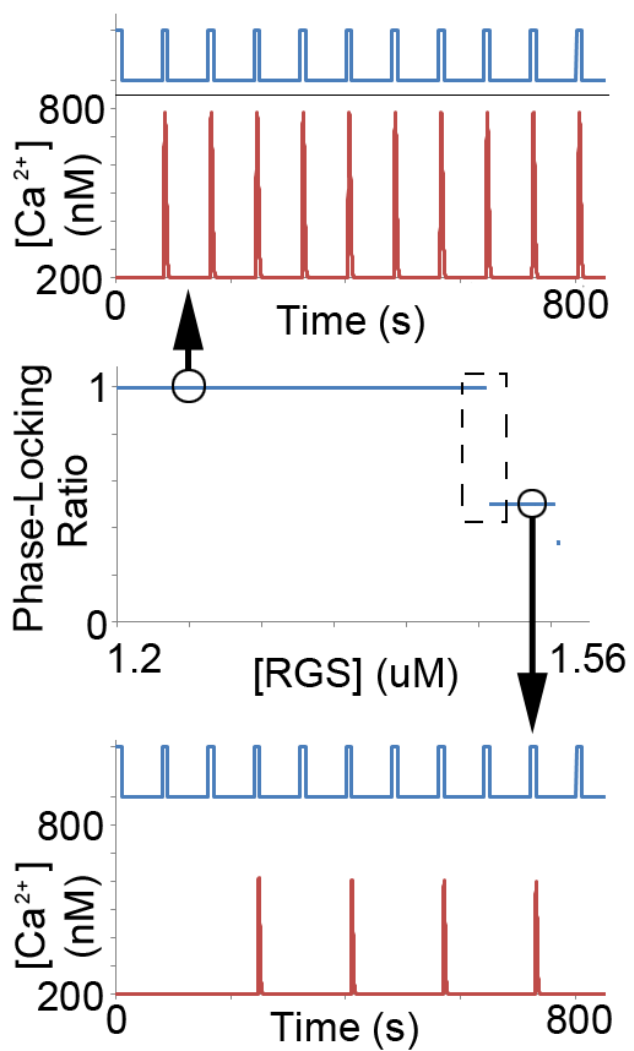 800
[Ca²⁺]
(nM)
200
0
800
Time (s)
Phase-Locking
Ratio
1
0
1.2
1.56
[RGS] (uM)
800
[Ca²⁺]
(nM)
200
0
800
Time (s)